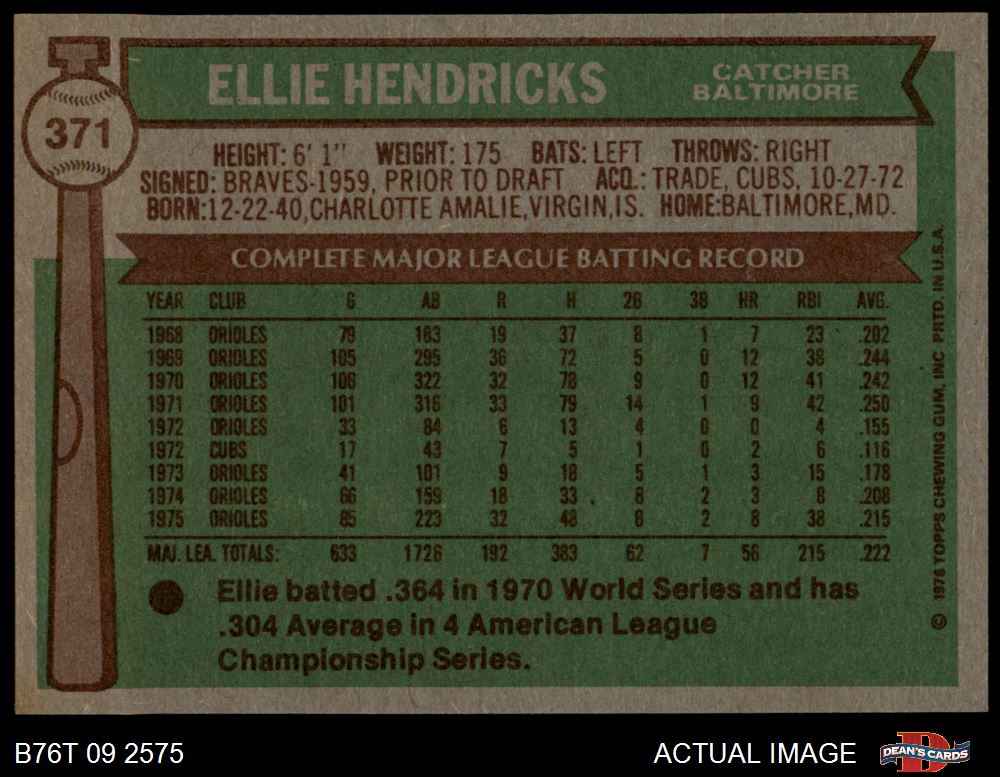 371
ELLIE HENDRICKS
CATCHER
BALTIMORE
HEIGHT: 6' 1" WEIGHT: 175 BATS: LEFT THROWS: RIGHT
SIGNED: BRAVES-1959, PRIOR TO DRAFT ACQ.: TRADE, CUBS, 10-27-72
BORN:12-22-40,CHARLOTTE AMALIE,VIRGIN,IS. HOME:BALTIMORE,MD.
COMPLETE MAJOR LEAGUE BATTING RECORD
YEAR CLUB G AB R H 2B 3B HR RBI AVG.
1968 ORIOLES 79 183 19 37 8 1 7 23 .202
1969 ORIOLES 105 295 36 72 5 0 12 38 .244
1970 ORIOLES 106 322 32 78 9 0 12 41 .242
1971 ORIOLES 101 316 33 79 14 1 9 42 .250
1972 ORIOLES 33 84 6 13 4 0 0 4 .155
1972 CUBS 17 43 7 5 1 0 2 6 .116
1973 ORIOLES 41 101 9 18 5 1 3 15 .178
1974 ORIOLES 66 159 18 33 8 2 3 8 .208
1975 ORIOLES 85 223 32 48 8 2 8 38 .215
MAJ. LEA. TOTALS: 633 1726 192 383 62 7 56 215 .222
Ellie batted .364 in 1970 World Series and has
.304 Average in 4 American League
Championship Series.
© 1976 TOPPS CHEWING GUM, INC PRTD. IN U.S.A.
B76T 09 2575
ACTUAL IMAGE
DEAN'S CARDS